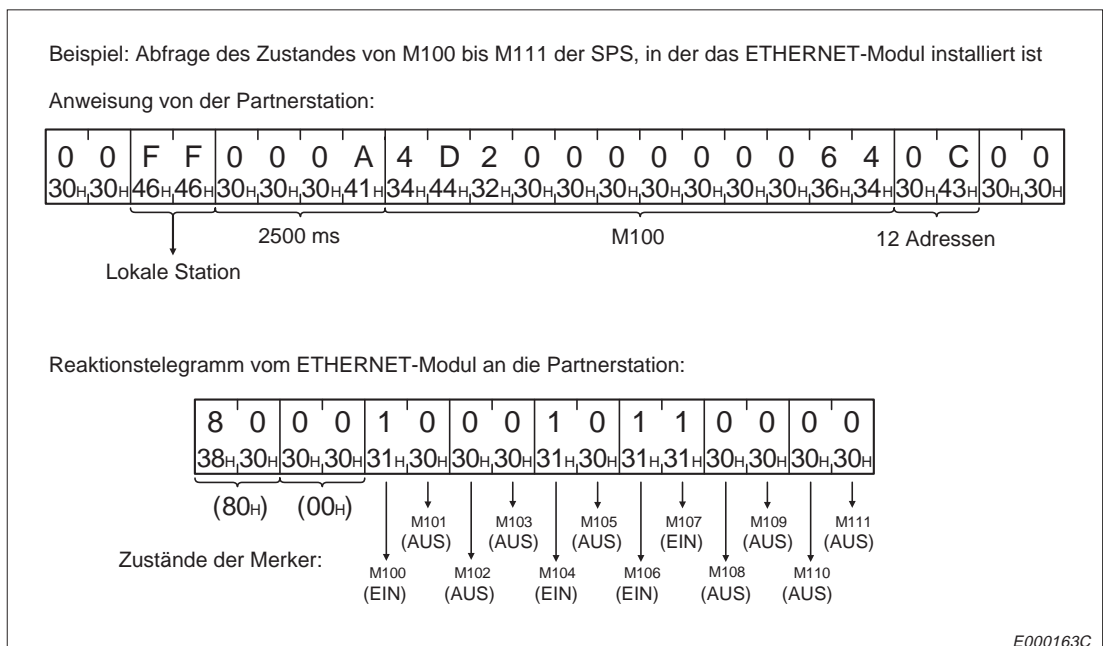 Beispiel: Abfrage des Zustandes von M100 bis M111 der SPS, in der das ETHERNET-Modul installiert ist
Anweisung von der Partnerstation:
0 0 F F 0 0 0 A 4 D 2 0 0 0 0 0 0 0 6 4 0 C 0 0
30H 30H 46H 46H 30H 30H 30H 41H 34H 44H 32H 30H 30H 30H 30H 30H 30H 30H 36H 34H 30H 43H 30H 30H
2500 ms M100 12 Adressen
Lokale Station
Reaktionstelegramm vom ETHERNET-Modul an die Partnerstation:
8 0 0 0 1 0 0 0 1 0 1 1 0 0 0 0
38H 30H 30H 30H 31H 30H 30H 30H 31H 30H 31H 31H 30H 30H 30H 30H
(80H) (00H)
M101 M103 M105 M107 M109 M111
(AUS) (AUS) (AUS) (EIN) (AUS) (AUS)
Zustände der Merker:
M100 M102 M104 M106 M108 M110
(EIN) (AUS) (EIN) (EIN) (AUS) (AUS)
E000163C